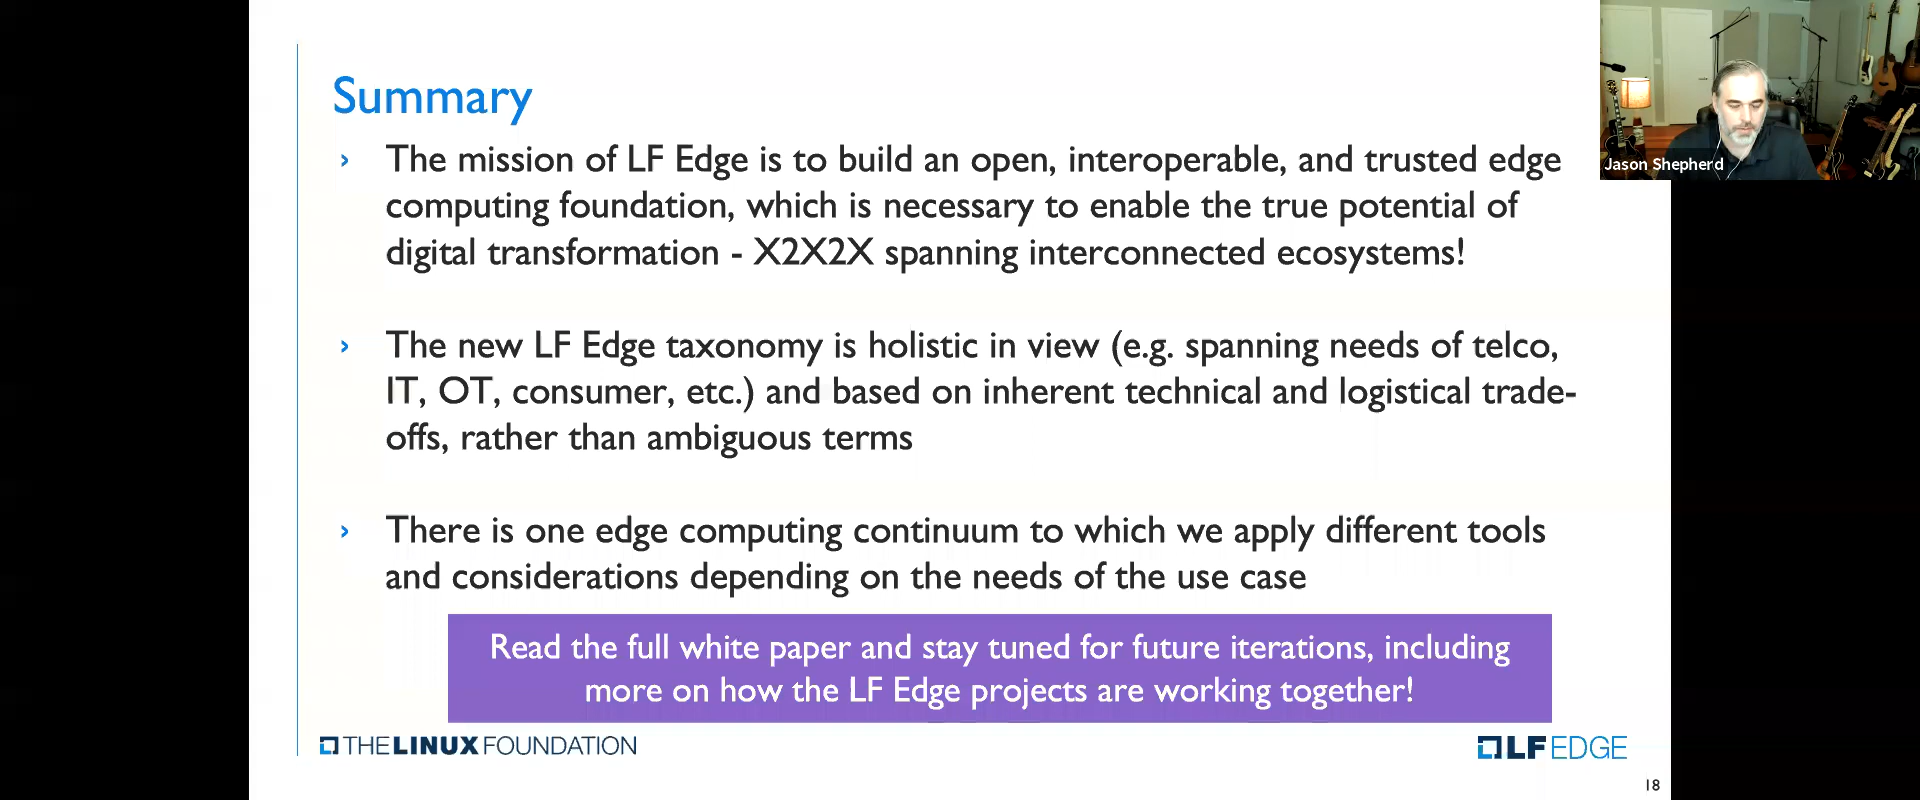 Summary
› The mission of LF Edge is to build an open, interoperable, and trusted edge
computing foundation, which is necessary to enable the true potential of
digital transformation - X2X2X spanning interconnected ecosystems!
› The new LF Edge taxonomy is holistic in view (e.g. spanning needs of telco,
IT, OT, consumer, etc.) and based on inherent technical and logistical trade-
offs, rather than ambiguous terms
› There is one edge computing continuum to which we apply different tools
and considerations depending on the needs of the use case
Read the full white paper and stay tuned for future iterations, including
more on how the LF Edge projects are working together!
THE LINUX FOUNDATION
LF EDGE
18
Jason Shepherd